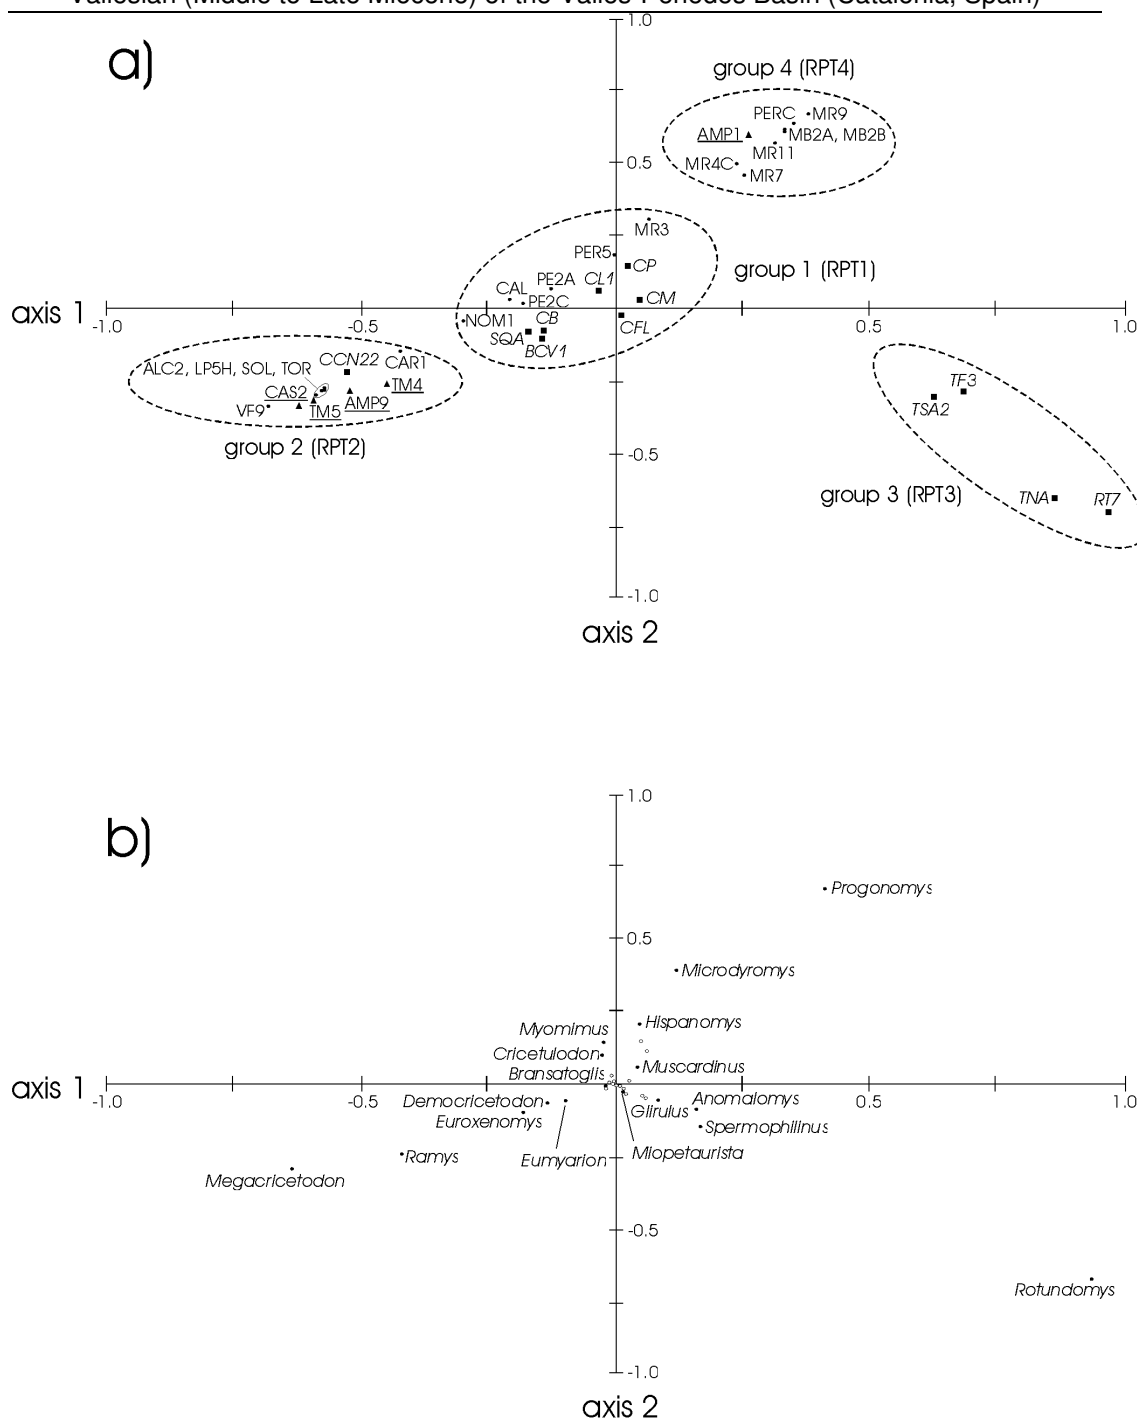 Vallesian (Middle to Late Miocene) of the Vallès-Penedès Basin (Catalonia, Spain)
a)
1.0
group 4 (RPT4)
PERC MR9
AMP1 MB2A, MB2B
MR11
0.5
MR4C
MR7
MR3
PER5
CP
group 1 (RPT1)
PE2A CL1
CAL
PE2C
CM
axis 1
-1.0 -0.5 0.5 1.0
NOM1 CB
CFL
SQA
BCV1
CCN22 CAR1
ALC2, LP5H, SOL, TOR
CAS2 TM4
AMP9
VF9 TM5
TF3
TSA2
group 2 (RPT2)
-0.5
group 3 (RPT3)
TNA RT7
-1.0
axis 2
b)
1.0
Progonomys
0.5
Microdyromys
Hispanomys
Myomimus
Cricetulodon
Muscardinus
Bransatoglis
axis 1
-1.0 -0.5 0.5 1.0
Democricetodon Anomalomys
Glirulus
Euroxenomys
Spermophilinus
Miopetaurista
Ramys
Eumyarion
Megacricetodon
-0.5
Rotundomys
-1.0
axis 2